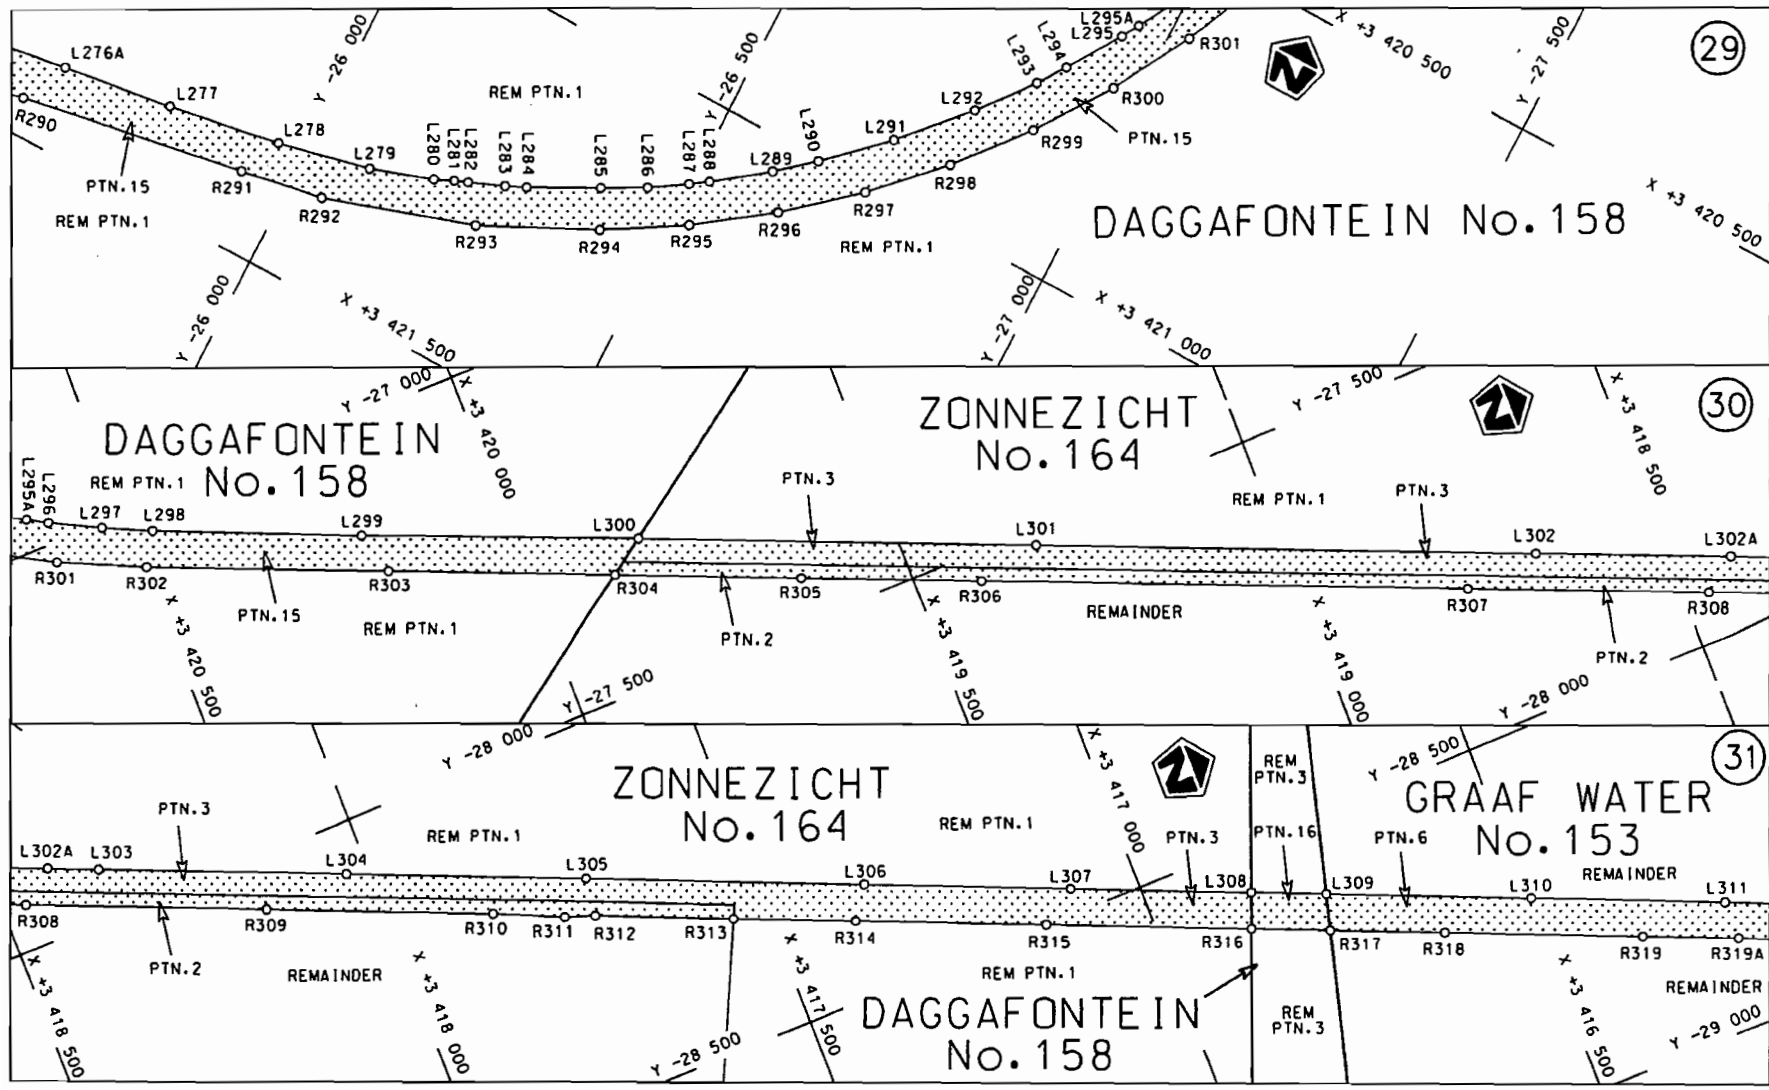 29
L276A
L277
L278
L279
L280
L281
L282
L283
L284
L285
L286
L287
L288
L289
L290
L291
L292
L293
L294
L295
L295A
R290
R291
R292
R293
R294
R295
R296
R297
R298
R299
R300
R301
Y -26 000
Y -26 500
X +3 420 500
Y -27 500
REM PTN.1
PTN.15
REM PTN.1
PTN.15
REM PTN.1
DAGGAFONTEIN No.158
X +3 420 500
Y -26 000
X +3 421 500
Y -27 000
X +3 421 000
30
Y -27 000
X +3 420 000
Y -27 500
X +3 418 500
DAGGAFONTEIN
No.158
REM PTN.1
ZONNEZICHT
No.164
PTN.3
REM PTN.1
PTN.3
L295A
L296
L297
L298
L299
L300
L301
L302
L302A
R301
R302
R303
R304
R305
R306
R307
R308
PTN.15
REM PTN.1
PTN.2
REMAINDER
PTN.2
X +3 420 500
Y -27 500
X +3 419 500
X +3 419 000
Y -28 000
31
Y -28 000
X +3 417 000
Y -28 500
ZONNEZICHT
No.164
PTN.3
REM PTN.1
REM PTN.1
PTN.3
REM
PTN.3
PTN.16
PTN.6
GRAAF WATER
No.153
REMAINDER
L302A
L303
L304
L305
L306
L307
L308
L309
L310
L311
R308
R309
R310
R311
R312
R313
R314
R315
R316
R317
R318
R319
R319A
PTN.2
REMAINDER
REM PTN.1
DAGGAFONTEIN
No.158
REM
PTN.3
REMAINDER
X +3 418 500
X +3 418 000
Y -28 500
X +3 417 500
X +3 416 500
Y -29 000